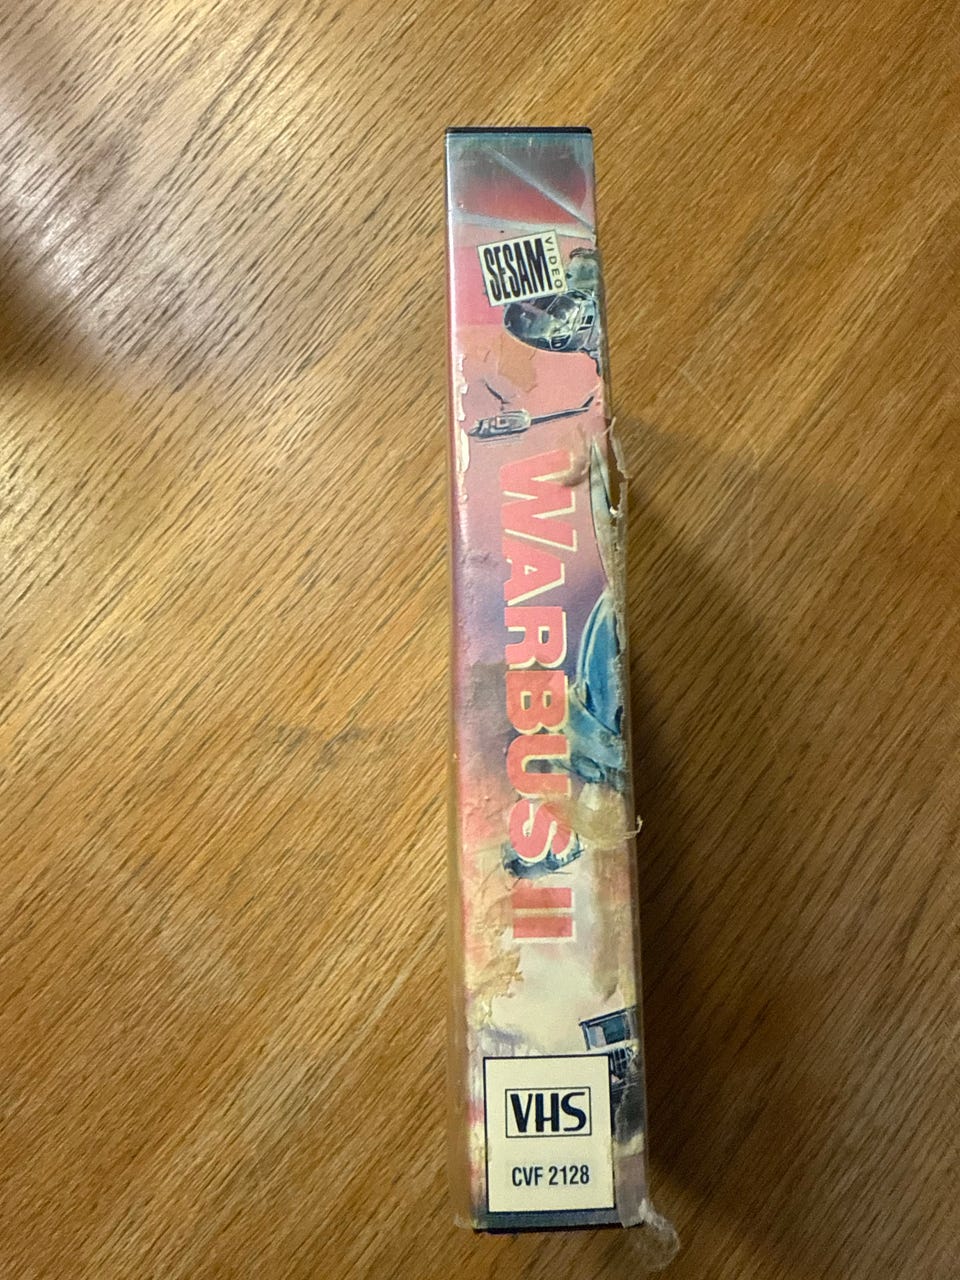 SESAM
VIDEO
WARBUS II
VHS
CVF 2128